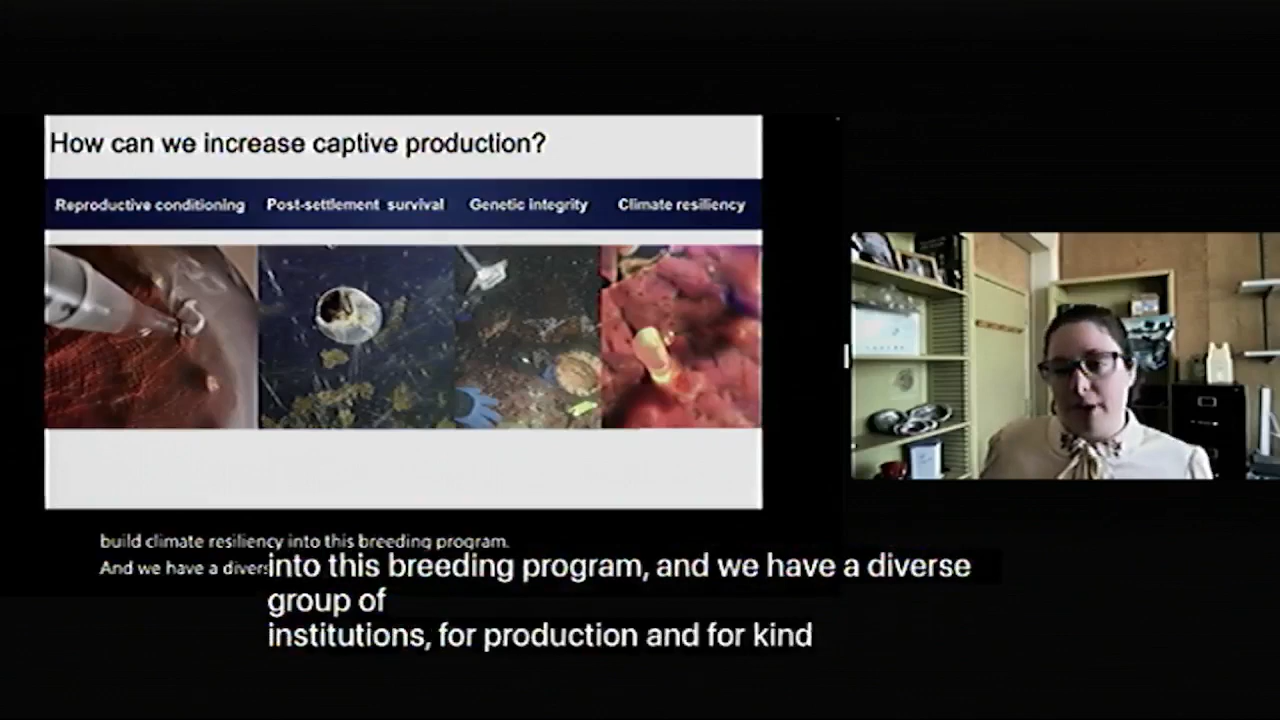 How can we increase captive production?
Reproductive conditioning Post-settlement survival Genetic integrity Climate resiliency
build climate resiliency into this breeding program.
And we have a divers
into this breeding program, and we have a diverse
group of
institutions, for production and for kind